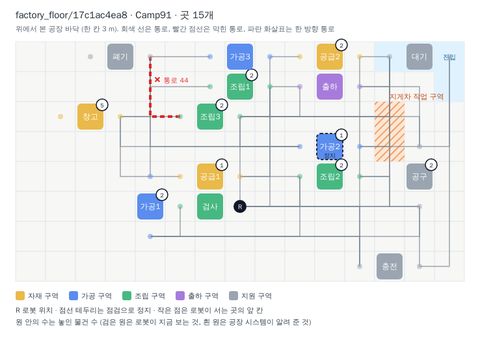 factory_floor/17c1ac4ea8 · Camp91 · 곳 15개
위에서 본 공장 바닥 (한 칸 3 m). 회색 선은 통로, 빨간 점선은 막힌 통로, 파란 화살표는 한 방향 통로
폐기 가공3 2 공급2 대기 진입
✕ 통로 44 2 조립1 출하
지게차 작업 구역
5 창고 2 조립3
1 가공2
1 공급1 2 조립2 2 공구
2 가공1 검사 R
충전
자재 구역 가공 구역 조립 구역 출하 구역 지원 구역
R 로봇 위치 · 점선 테두리는 점검으로 정지 · 작은 점은 로봇이 서는 곳의 앞 칸
원 안의 수는 놓인 물건 수 (검은 원은 로봇이 지금 보는 것, 흰 원은 공장 시스템이 알려 준 것)